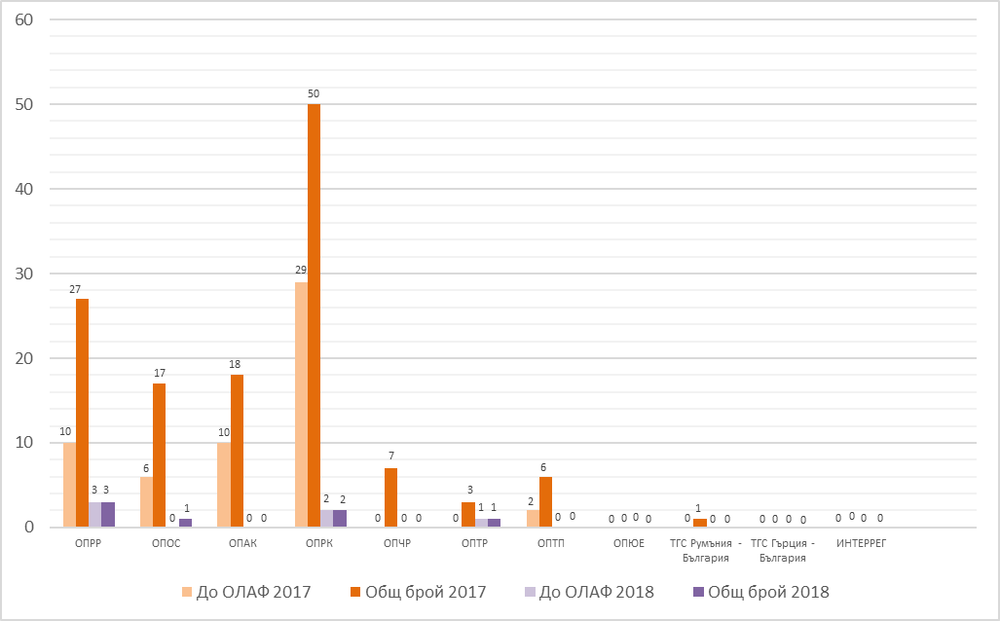 60
50
40
30
20
10
0
10 27 3 3
6 17 0 1
10 18 0 0
29 50 2 2
0 7 0 0
0 3 1 1
2 6 0 0
0 0 0 0
0 1 0 0
0 0 0 0
0 0 0 0
ОПРР ОПОС ОПАК ОПРК ОПЧР ОПТР ОПТП ОПЮЕ ТГС Румъния - ТГС Гърция - ИНТЕРРЕГ
България България
До ОЛАФ 2017 Общ брой 2017 До ОЛАФ 2018 Общ брой 2018